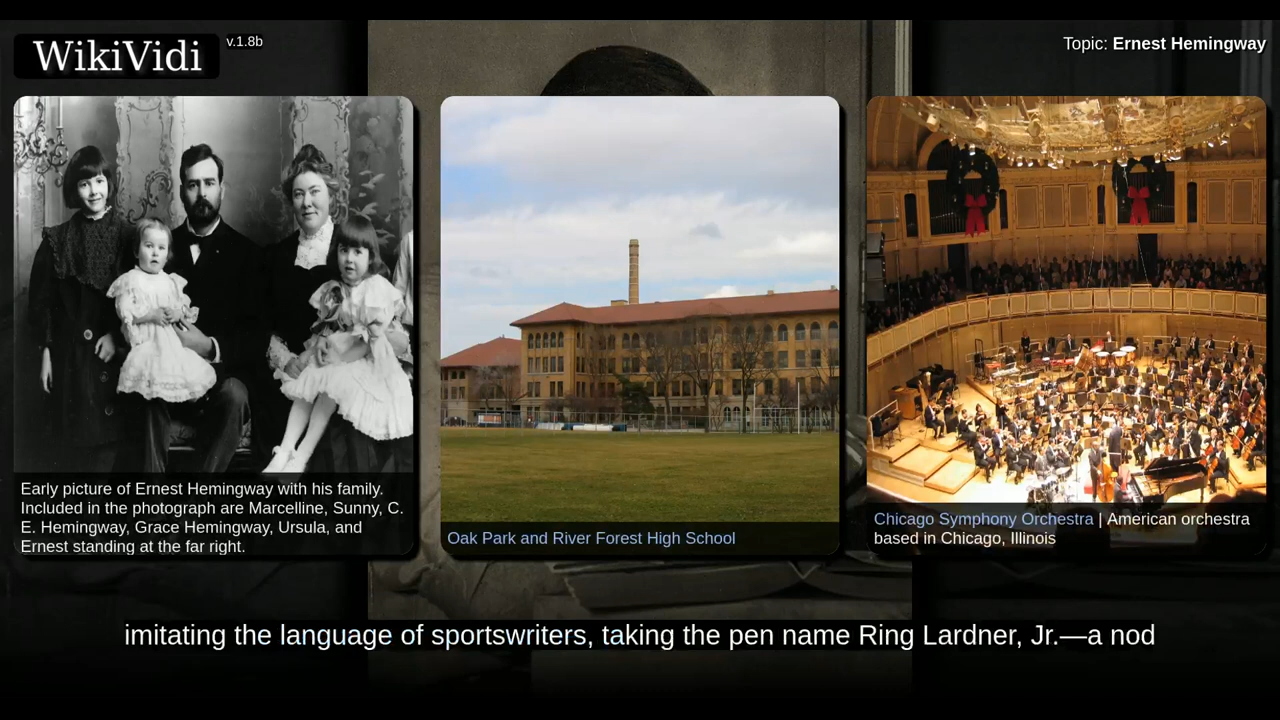 WikiVidi
v.1.8b
Topic: Ernest Hemingway
Early picture of Ernest Hemingway with his family.
Included in the photograph are Marcelline, Sunny, C.
E. Hemingway, Grace Hemingway, Ursula, and
Ernest standing at the far right.
Oak Park and River Forest High School
Chicago Symphony Orchestra | American orchestra
based in Chicago, Illinois
imitating the language of sportswriters, taking the pen name Ring Lardner, Jr.—a nod